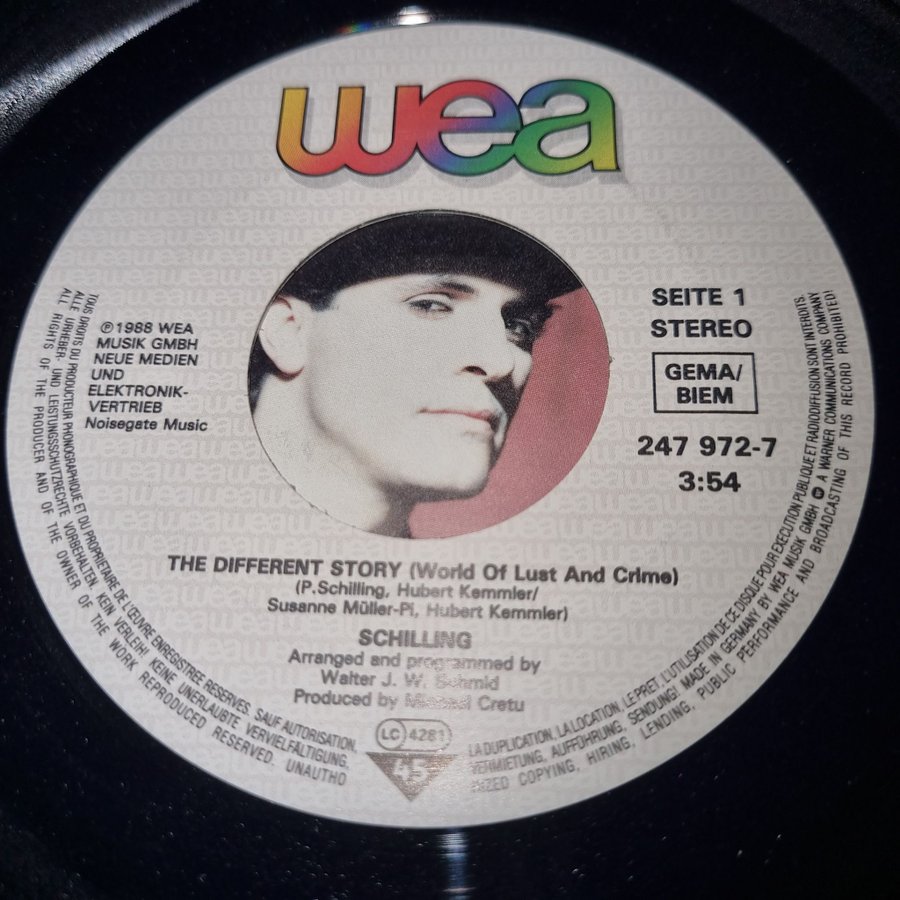 wea
SEITE 1
STEREO
GEMA/
BIEM
247 972-7
3:54
℗1988 WEA
MUSIK GMBH
NEUE MEDIEN
UND
ELEKTRONIK-
VERTRIEB
Noisegate Music
THE DIFFERENT STORY (World Of Lust And Crime)
(P.Schilling, Hubert Kemmler/
Susanne Müller-Pi, Hubert Kemmler)
SCHILLING
Arranged and programmed by
Walter J. W. Schmid
Produced by Michael Cretu
LC 4281
45
TOUS DROITS DU PRODUCTEUR PHONOGRAPHIQUE ET DU PROPRIETAIRE DE L'ŒUVRE ENREGISTREE RESERVES. SAUF AUTORISATION, LA DUPLICATION, LA LOCATION, LE PRET, L'UTILISATION DE CE DISQUE POUR EXECUTION PUBLIQUE ET RADIODIFFUSION SONT INTERDITS.
ALLE URHEBER- UND LEISTUNGSSCHUTZRECHTE VORBEHALTEN. KEIN VERLEIH! KEINE UNERLAUBTE VERVIELFÄLTIGUNG, VERMIETUNG, AUFFÜHRUNG, SENDUNG! MADE IN GERMANY BY WEA MUSIK GMBH A WARNER COMMUNICATIONS COMPANY
ALL RIGHTS OF THE PRODUCER AND OF THE OWNER OF THE WORK REPRODUCED RESERVED. UNAUTHO RIZED COPYING, HIRING, LENDING, PUBLIC PERFORMANCE AND BROADCASTING OF THIS RECORD PROHIBITED!